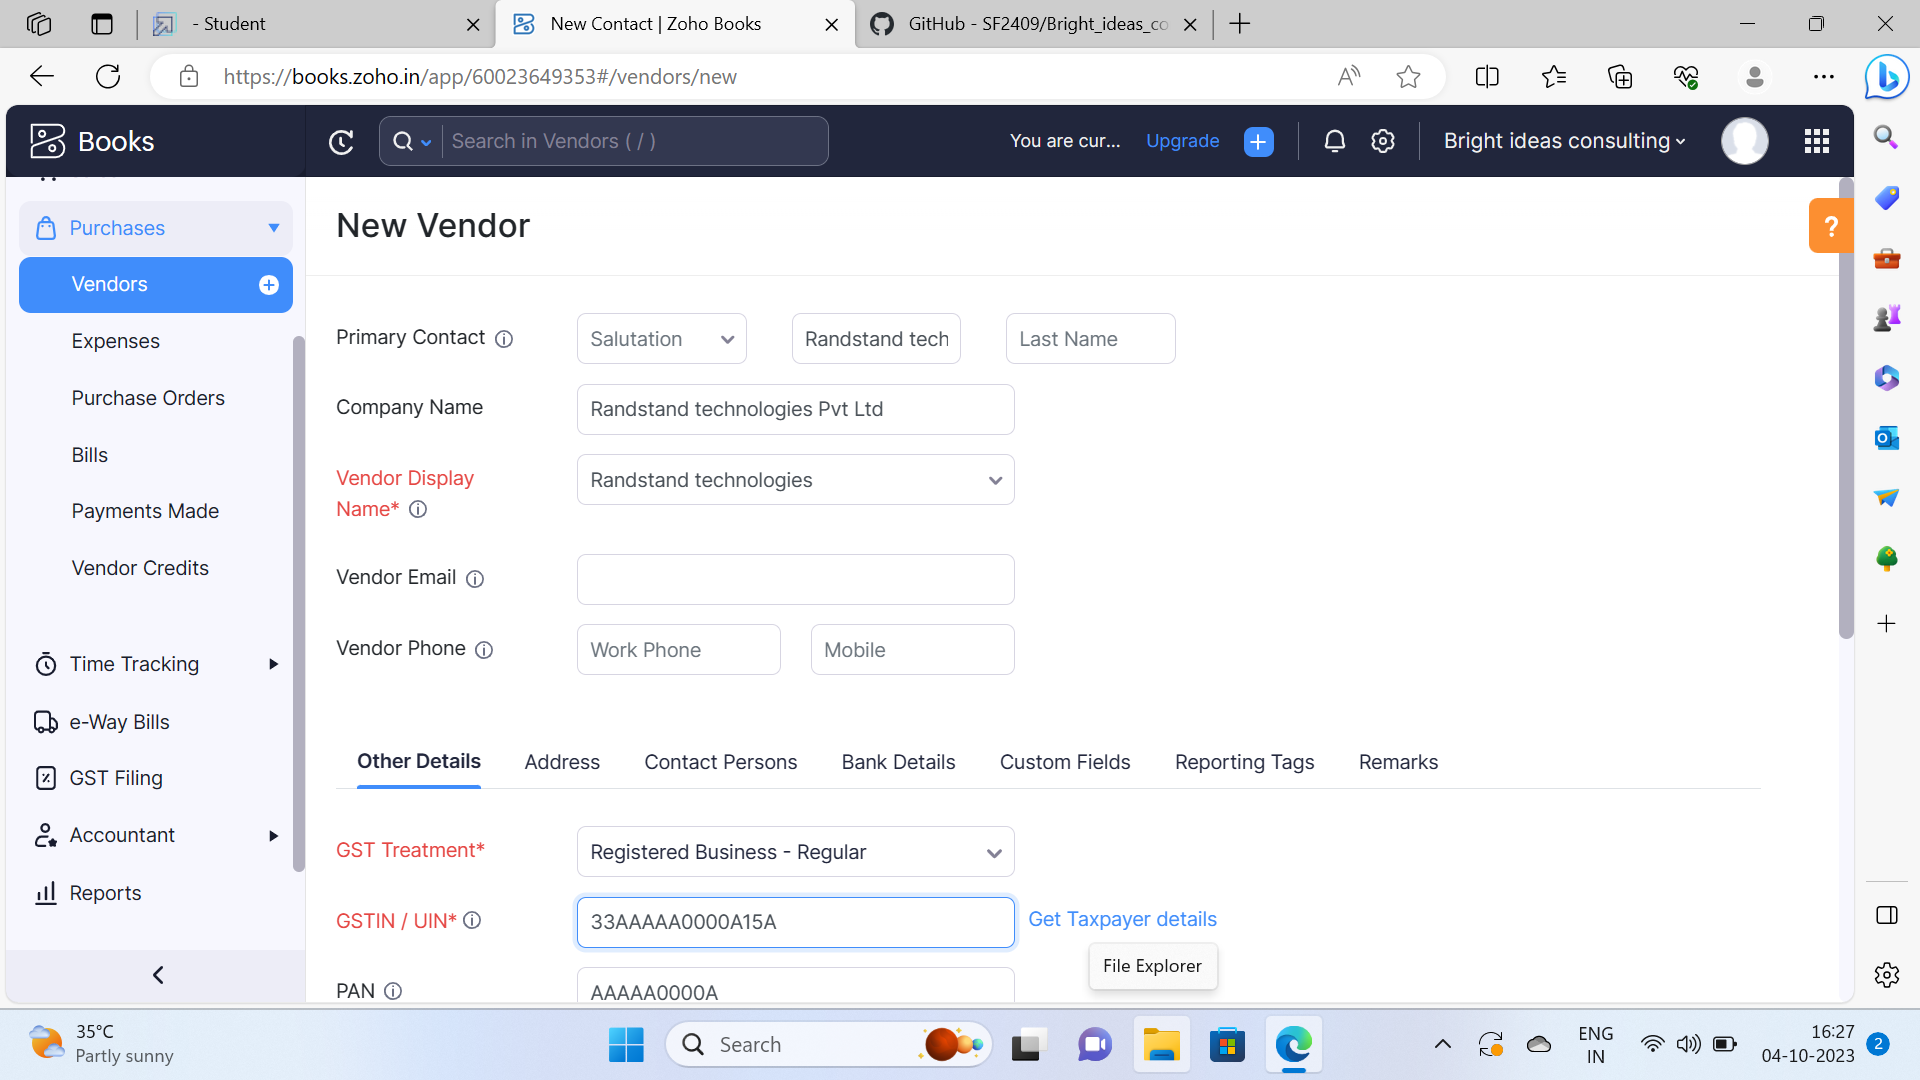 - Student
New Contact | Zoho Books
GitHub - SF2409/Bright_ideas_co
https://books.zoho.in/app/60023649353#/vendors/new
Books
Search in Vendors ( / )
You are cur...
Upgrade
Bright ideas consulting
Purchases
Vendors
Expenses
Purchase Orders
Bills
Payments Made
Vendor Credits
Time Tracking
e-Way Bills
GST Filing
Accountant
Reports
New Vendor
?
Primary Contact
Salutation
Randstand tech
Last Name
Company Name
Randstand technologies Pvt Ltd
Vendor Display
Name*
Randstand technologies
Vendor Email
Vendor Phone
Work Phone
Mobile
Other Details
Address
Contact Persons
Bank Details
Custom Fields
Reporting Tags
Remarks
GST Treatment*
Registered Business - Regular
GSTIN / UIN*
33AAAAA0000A15A
Get Taxpayer details
File Explorer
PAN
AAAAA0000A
35°C
Partly sunny
Search
ENG
IN
16:27
04-10-2023
2